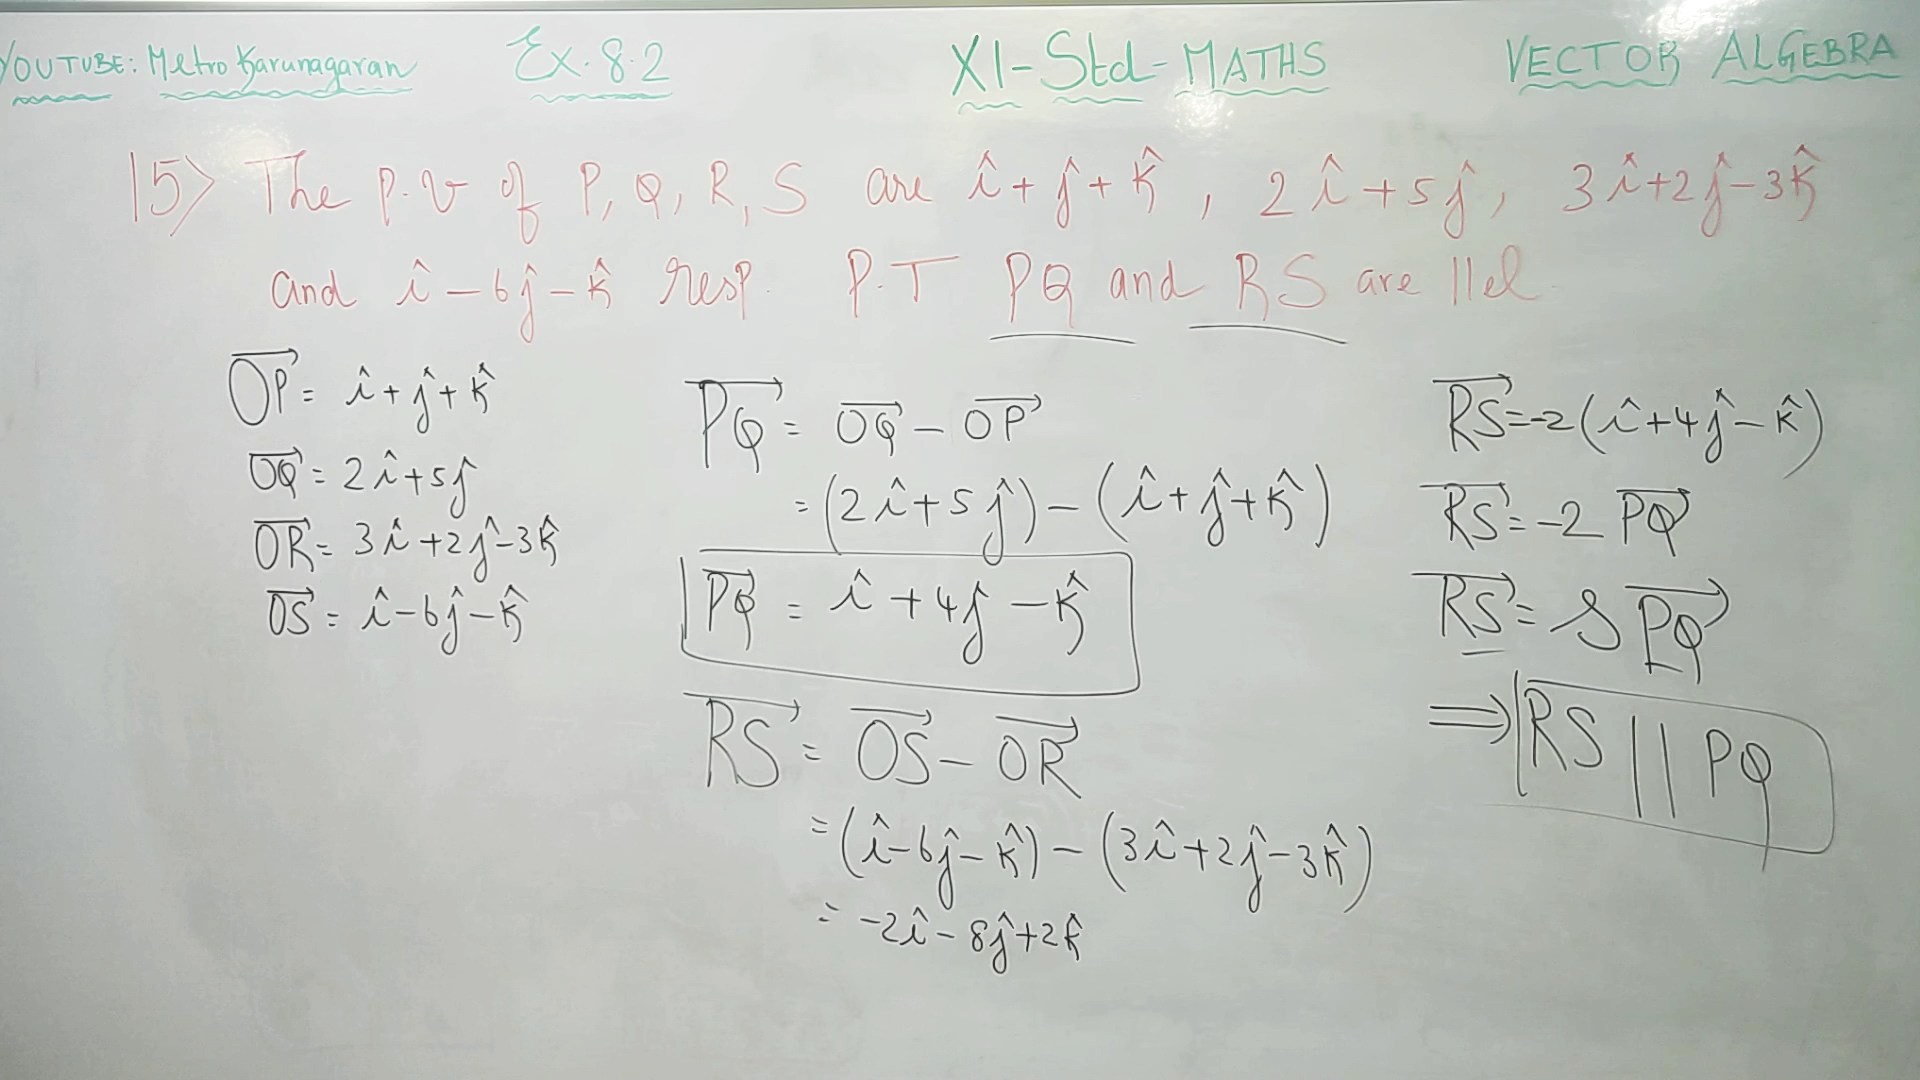 YOUTUBE: Metro Karunagaran Ex. 8.2 XI-Std-MATHS VECTOR ALGEBRA
15> The p.v of P, Q, R, S are î+ĵ+k̂, 2î+5ĵ, 3î+2ĵ-3k̂
and î-6ĵ-k̂ resp. P.T PQ and RS are llel.
OP⃗ = î+ĵ+k̂
OQ⃗ = 2î+5ĵ
OR⃗ = 3î+2ĵ-3k̂
OS⃗ = î-6ĵ-k̂
PQ⃗ = OQ⃗ - OP⃗
= (2î+5ĵ) - (î+ĵ+k̂)
PQ⃗ = î+4ĵ-k̂
RS⃗ = OS⃗ - OR⃗
= (î-6ĵ-k̂) - (3î+2ĵ-3k̂)
= -2î-8ĵ+2k̂
RS⃗ = -2(î+4ĵ-k̂)
RS⃗ = -2 PQ⃗
RS⃗ = s PQ⃗
⇒ RS || PQ